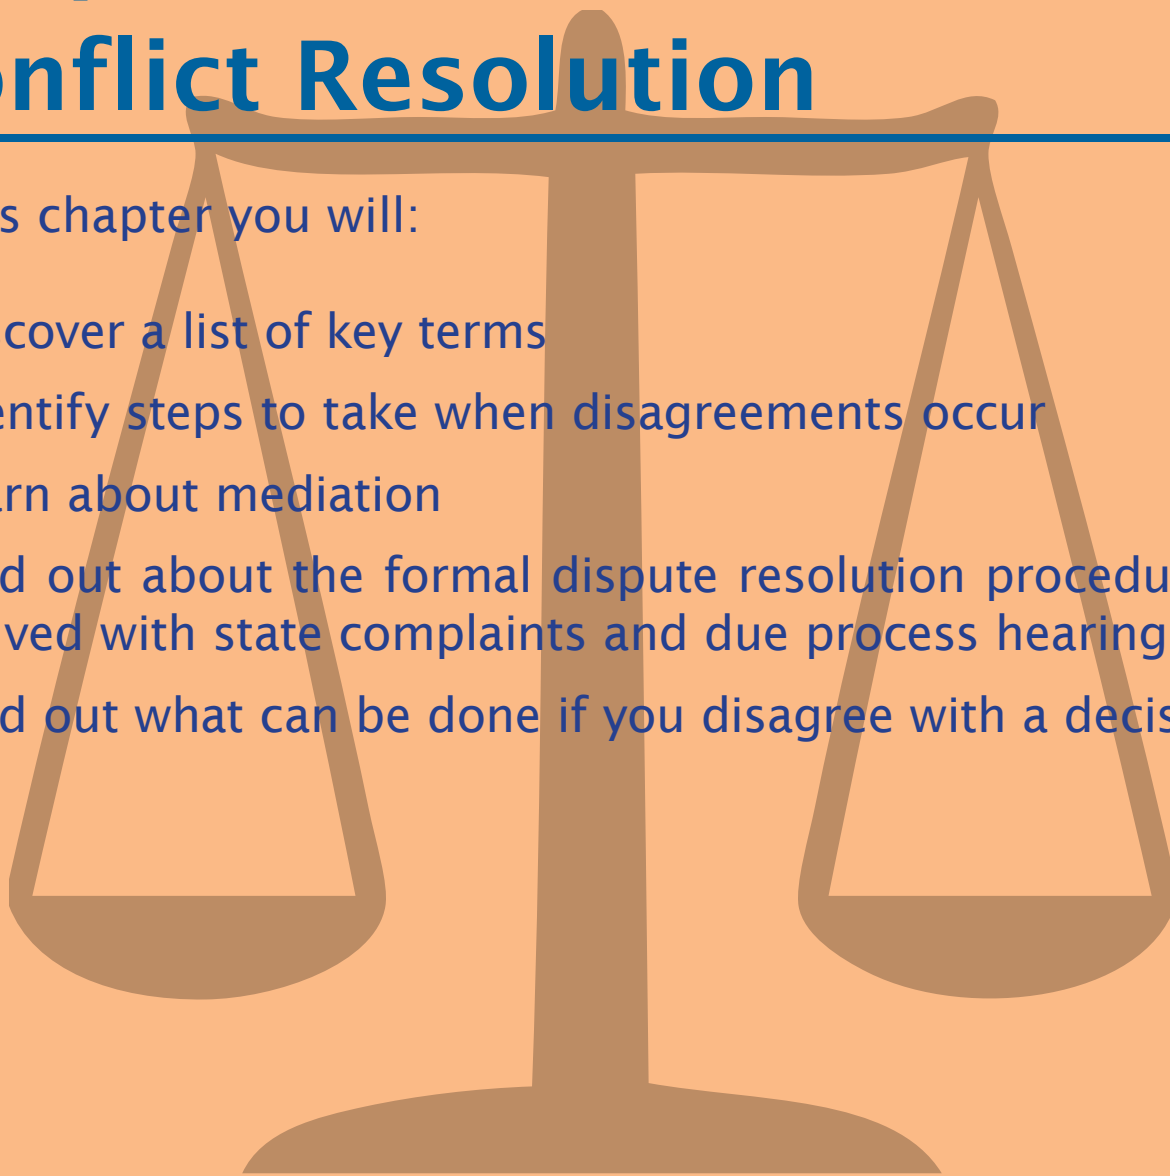 onflict Resolution
s chapter you will:
cover a list of key terms
entify steps to take when disagreements occur
arn about mediation
d out about the formal dispute resolution procedu
ved with state complaints and due process hearing
d out what can be done if you disagree with a decis